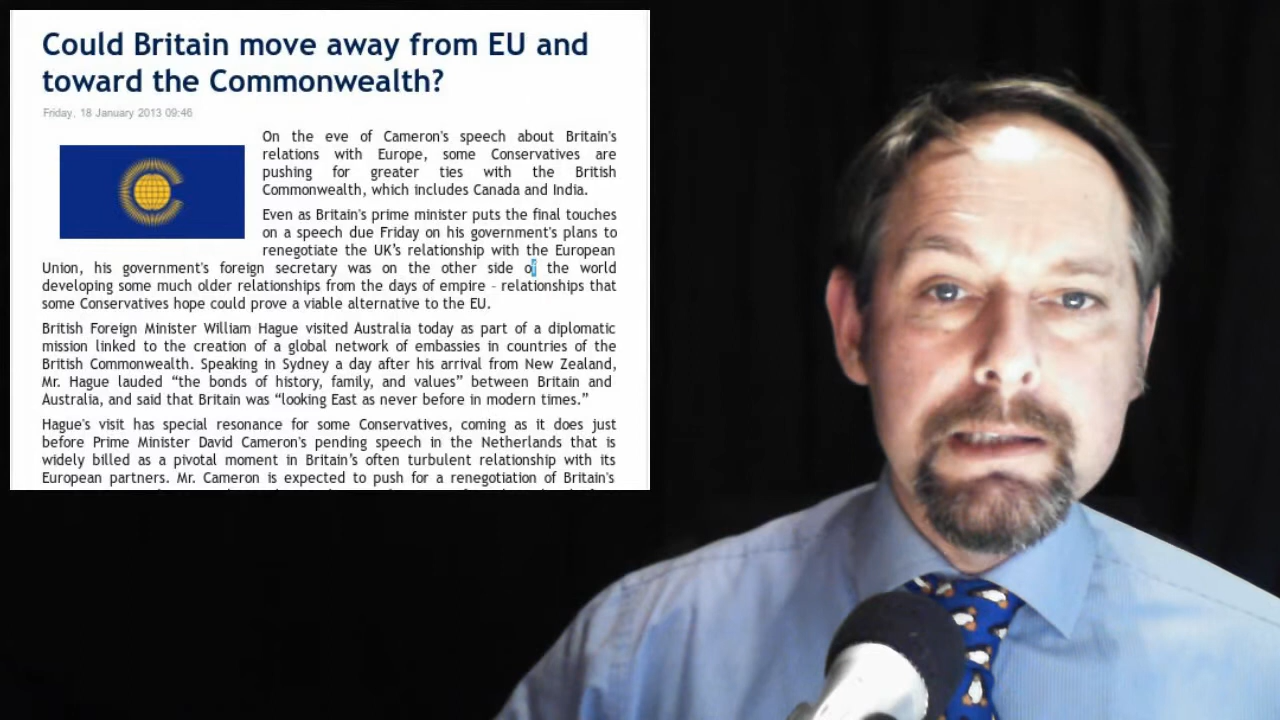 Could Britain move away from EU and
toward the Commonwealth?
Friday, 18 January 2013 09:46
On the eve of Cameron's speech about Britain's
relations with Europe, some Conservatives are
pushing for greater ties with the British
Commonwealth, which includes Canada and India.
Even as Britain's prime minister puts the final touches
on a speech due Friday on his government's plans to
renegotiate the UK’s relationship with the European
Union, his government's foreign secretary was on the other side of the world
developing some much older relationships from the days of empire – relationships that
some Conservatives hope could prove a viable alternative to the EU.
British Foreign Minister William Hague visited Australia today as part of a diplomatic
mission linked to the creation of a global network of embassies in countries of the
British Commonwealth. Speaking in Sydney a day after his arrival from New Zealand,
Mr. Hague lauded “the bonds of history, family, and values” between Britain and
Australia, and said that Britain was “looking East as never before in modern times.”
Hague's visit has special resonance for some Conservatives, coming as it does just
before Prime Minister David Cameron's pending speech in the Netherlands that is
widely billed as a pivotal moment in Britain’s often turbulent relationship with its
European partners. Mr. Cameron is expected to push for a renegotiation of Britain's